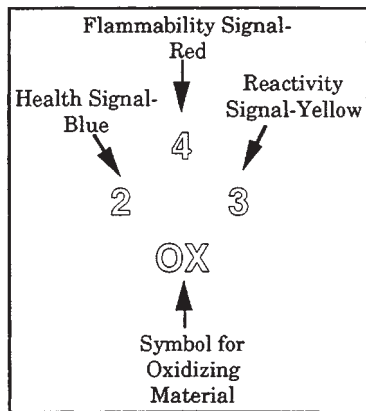 Flammability Signal-
Red
Health Signal-
Blue
Reactivity
Signal-Yellow
4
2 3
OX
Symbol for
Oxidizing
Material